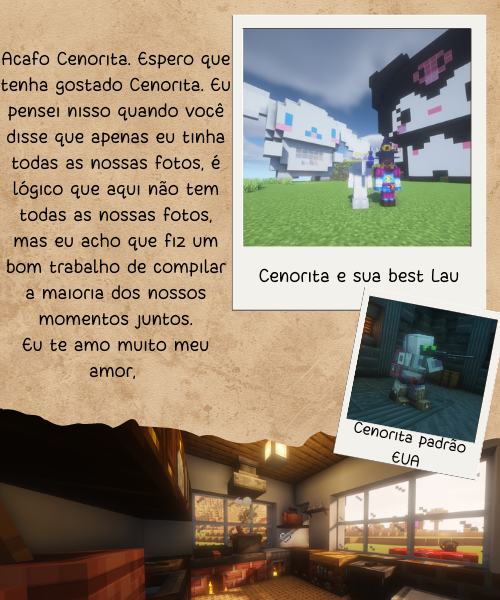 Acafo Cenorita. Espero que
tenha gostado Cenorita. Eu
pensei nisso quando você
disse que apenas eu tinha
todas as nossas fotos, é
lógico que aqui não tem
todas as nossas fotos,
mas eu acho que fiz um
bom trabalho de compilar
a maioria dos nossos
momentos juntos.
Eu te amo muito meu
amor,
Cenorita e sua best Lau
Cenorita padrão
EUA